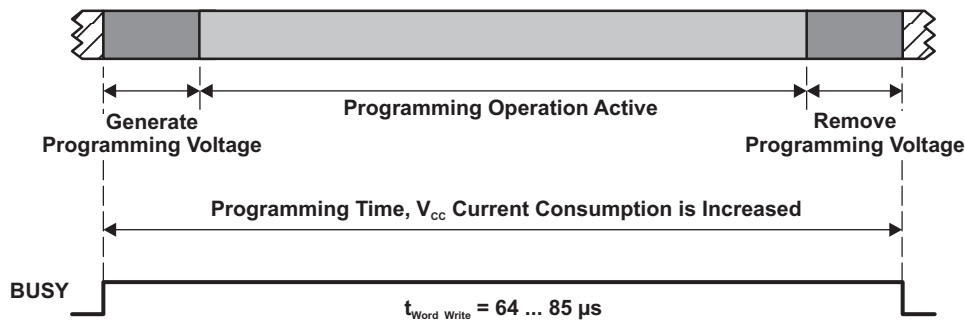 Programming Operation Active
Generate
Programming Voltage
Remove
Programming Voltage
Programming Time, Vcc Current Consumption is Increased
BUSY
tWord Write = 64 ... 85 µs